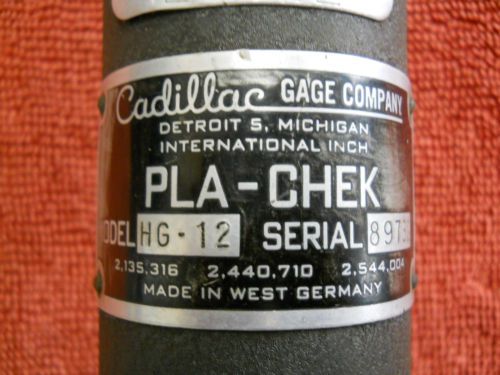 Cadillac GAGE COMPANY
DETROIT 5, MICHIGAN
INTERNATIONAL INCH
PLA-CHEK
MODEL HG-12 SERIAL
2,135,316 2,440,710 2,544,004
MADE IN WEST GERMANY